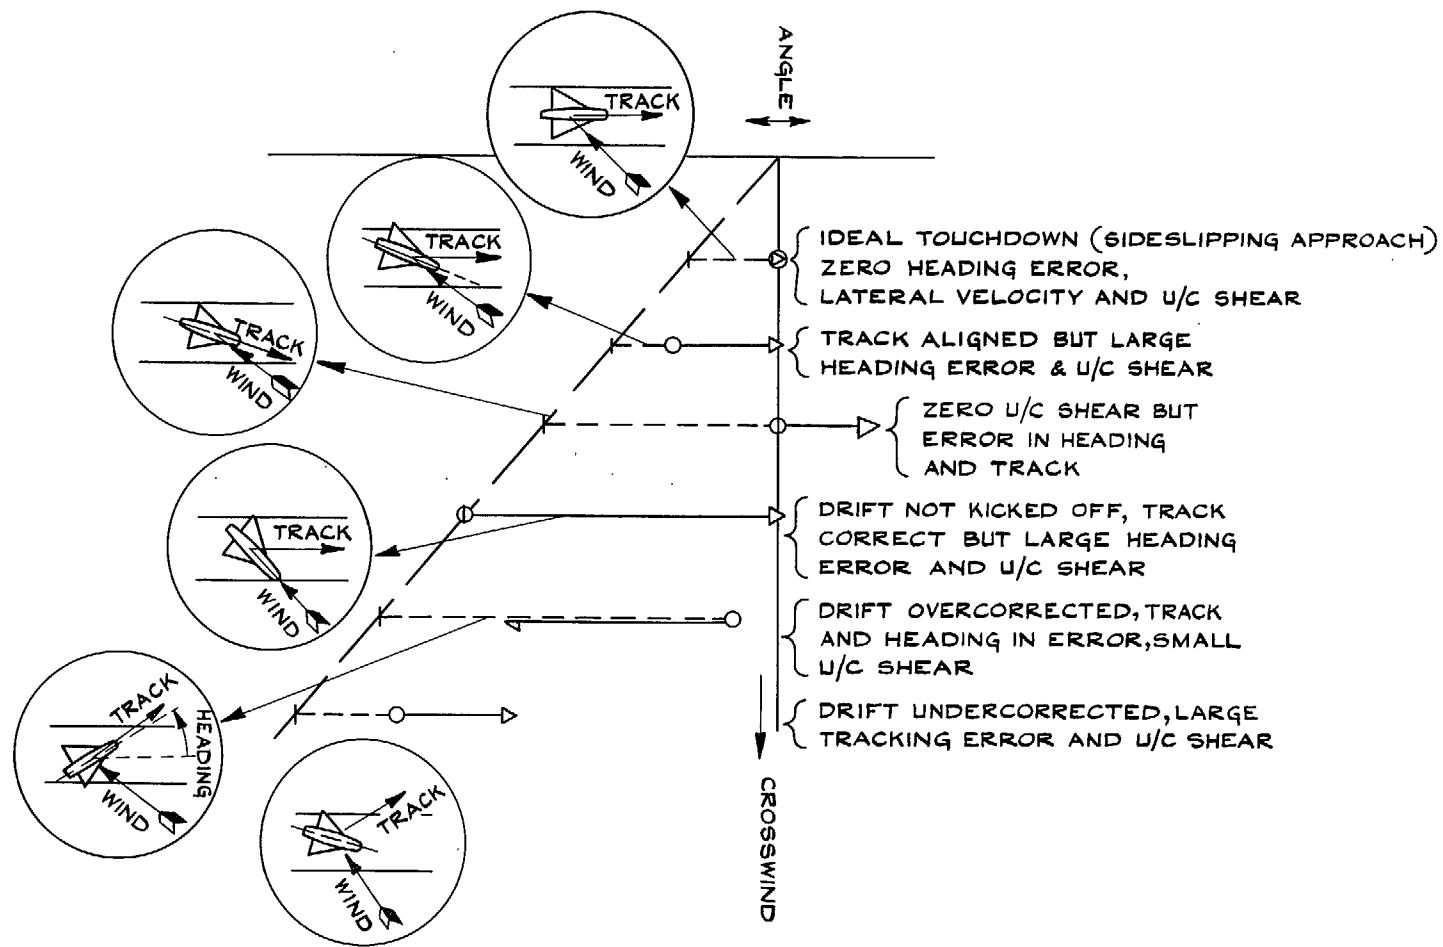 ANGLE
TRACK
WIND
TRACK
WIND
TRACK
WIND
TRACK
WIND
TRACK
HEADING
WIND
TRACK
WIND
IDEAL TOUCHDOWN (SIDESLIPPING APPROACH)
ZERO HEADING ERROR,
LATERAL VELOCITY AND U/C SHEAR
TRACK ALIGNED BUT LARGE
HEADING ERROR & U/C SHEAR
ZERO U/C SHEAR BUT
ERROR IN HEADING
AND TRACK
DRIFT NOT KICKED OFF, TRACK
CORRECT BUT LARGE HEADING
ERROR AND U/C SHEAR
DRIFT OVERCORRECTED, TRACK
AND HEADING IN ERROR, SMALL
U/C SHEAR
DRIFT UNDERCORRECTED, LARGE
TRACKING ERROR AND U/C SHEAR
CROSSWIND